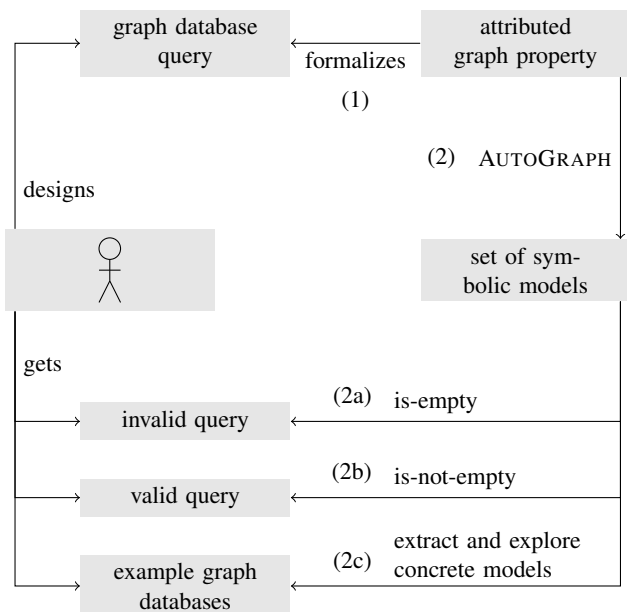 graph database
query
attributed
graph property
formalizes
(1)
(2) AUTOGRAPH
designs
set of sym-
bolic models
gets
invalid query
(2a) is-empty
valid query
(2b) is-not-empty
example graph
databases
(2c) extract and explore
concrete models